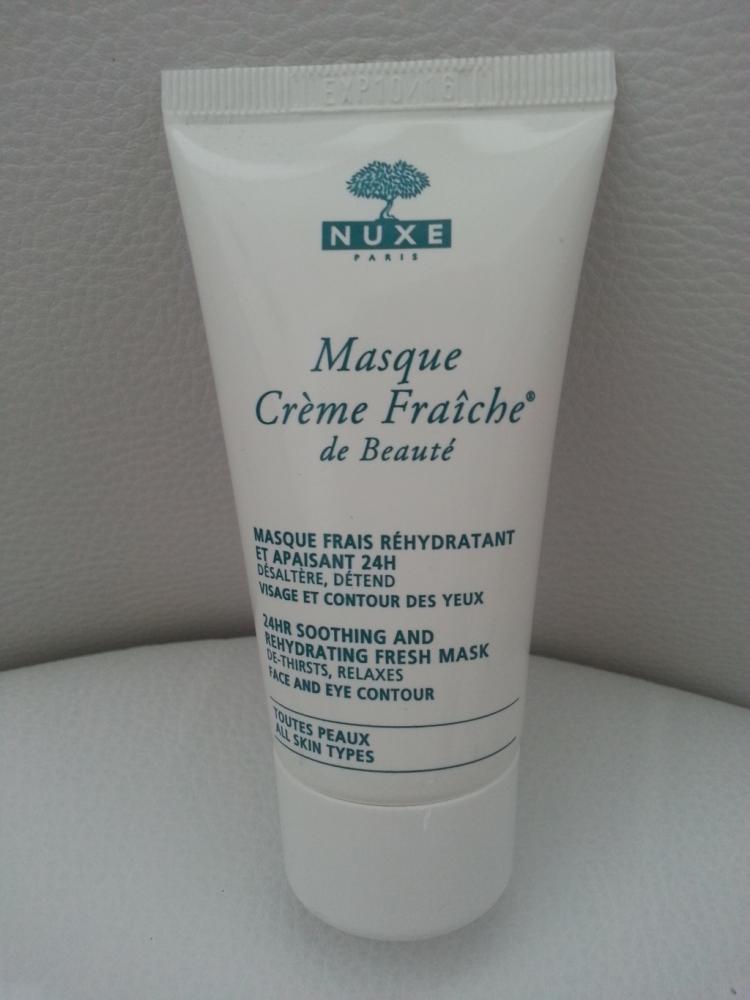 EXP10/16
NUXE
PARIS
Masque
Crème Fraîche®
de Beauté
MASQUE FRAIS RÉHYDRATANT
ET APAISANT 24H
DÉSALTÈRE, DÉTEND
VISAGE ET CONTOUR DES YEUX
24HR SOOTHING AND
REHYDRATING FRESH MASK
DE-THIRSTS, RELAXES
FACE AND EYE CONTOUR
TOUTES PEAUX
ALL SKIN TYPES